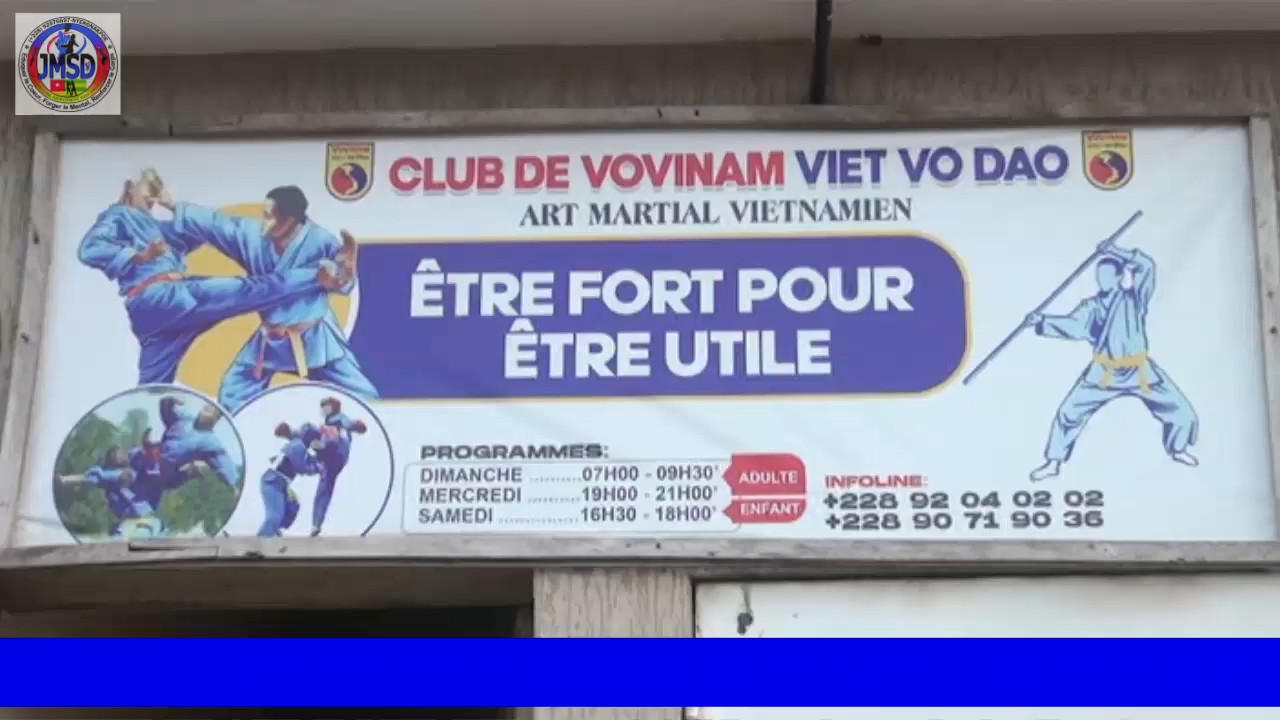 JMSD
CLUB DE VOVINAM VIET VO DAO
ART MARTIAL VIETNAMIEN
ÊTRE FORT POUR
ÊTRE UTILE
PROGRAMMES:
DIMANCHE ..........07H00 - 09H30' ADULTE
MERCREDI ..........19H00 - 21H00'
SAMEDI ...............16H30 - 18H00' ENFANT
INFOLINE:
+228 92 04 02 02
+228 90 71 90 36